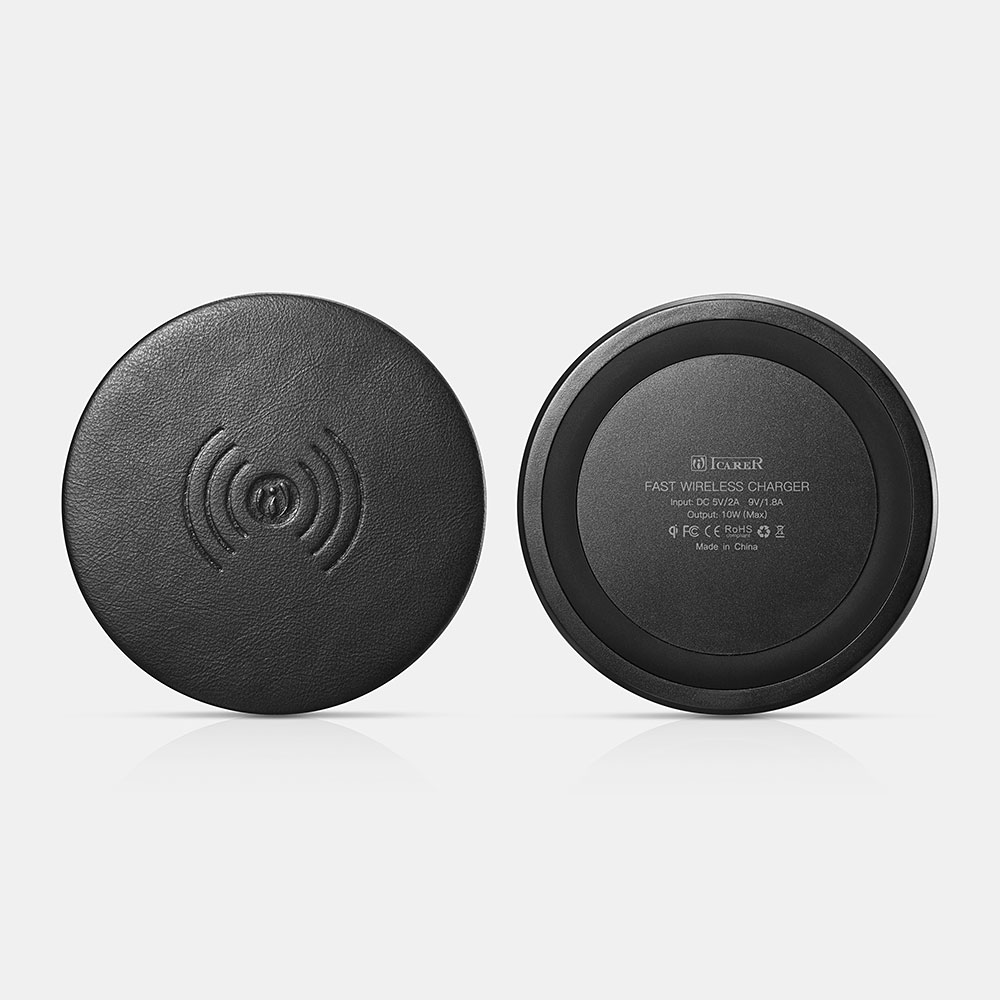 ICARER
FAST WIRELESS CHARGER
Input: DC 5V/2A 9V/1.8A
Output: 10W (Max)
qi FC CE RoHS
compliant
Made in China